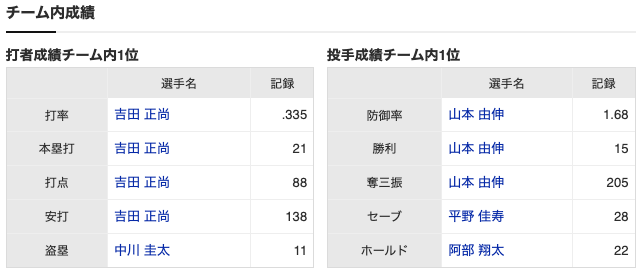 チーム内成績
打者成績チーム内1位
選手名 記録
打率 吉田 正尚 .335
本塁打 吉田 正尚 21
打点 吉田 正尚 88
安打 吉田 正尚 138
盗塁 中川 圭太 11
投手成績チーム内1位
選手名 記録
防御率 山本 由伸 1.68
勝利 山本 由伸 15
奪三振 山本 由伸 205
セーブ 平野 佳寿 28
ホールド 阿部 翔太 22